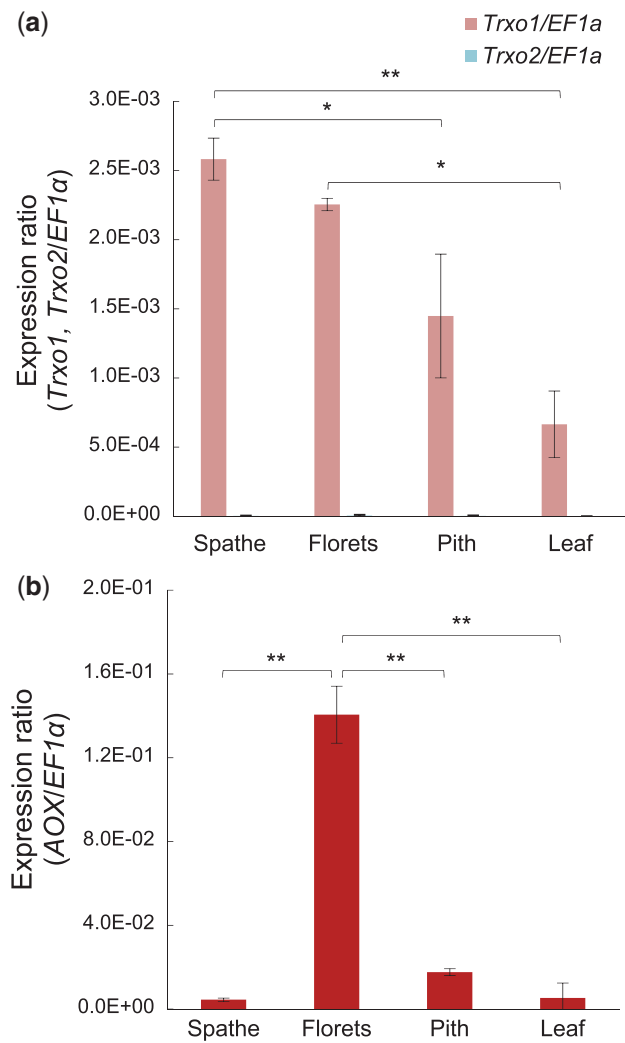 (a)
Trxo1/EF1a
Trxo2/EF1a
**
*
*
3.0E-03
2.5E-03
2.0E-03
1.5E-03
1.0E-03
5.0E-04
0.0E+00
Expression ratio
(Trxo1, Trxo2/EF1α)
Spathe Florets Pith Leaf
(b)
2.0E-01
1.6E-01
1.2E-01
8.0E-02
4.0E-02
0.0E+00
**
**
**
Expression ratio
(AOX/EF1α)
Spathe Florets Pith Leaf